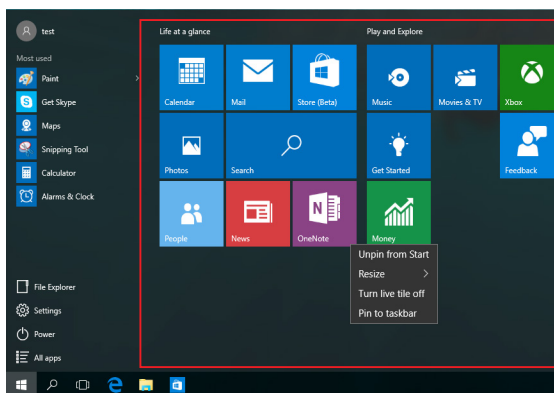 test
Most used
Paint
Get Skype
Maps
Snipping Tool
Calculator
Alarms & Clock
File Explorer
Settings
Power
All apps
Life at a glance
Calendar
Mail
Store (Beta)
Photos
Search
People
News
OneNote
Play and Explore
Music
Movies & TV
Xbox
Get Started
Feedback
Money
Unpin from Start
Resize
Turn live tile off
Pin to taskbar